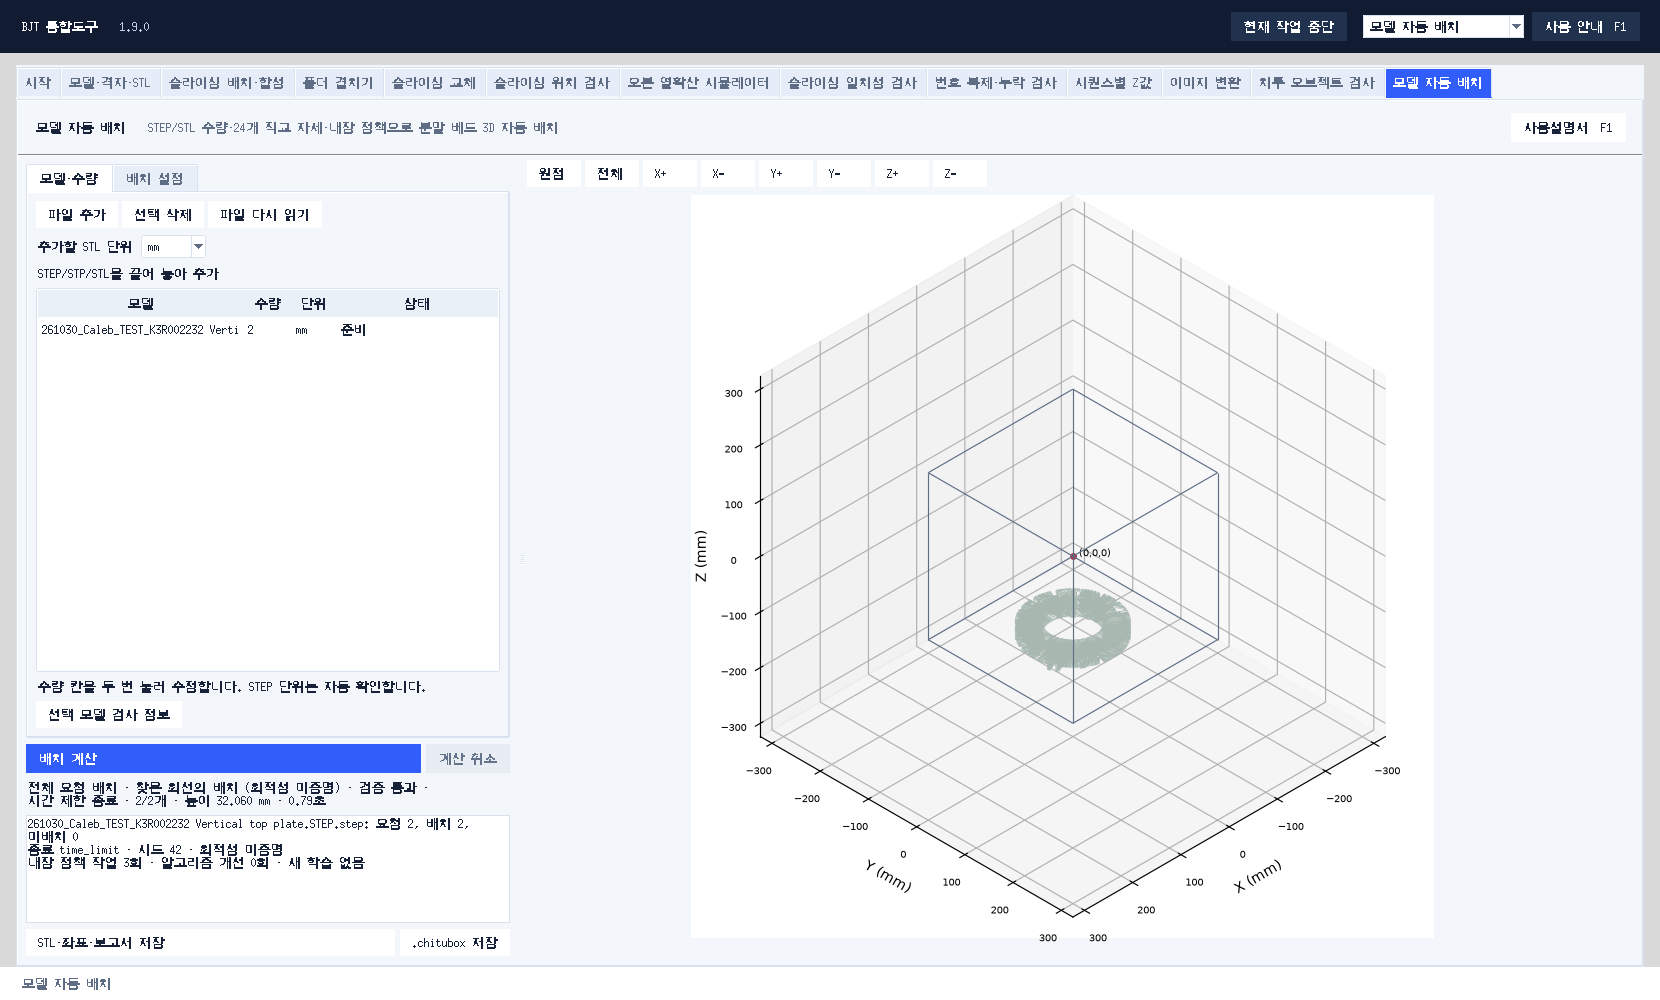 BJT 통합도구 1.9.0
현재 작업 중단
모델 자동 배치
사용 안내 F1
시작
모델·격자·STL
슬라이싱 배치·합성
폴더 겹치기
슬라이싱 교체
슬라이싱 위치 검사
오븐 열확산 시뮬레이터
슬라이싱 일치성 검사
번호 복제·누락 검사
시퀀스별 Z값
이미지 변환
치투 오브젝트 검사
모델 자동 배치
모델 자동 배치 STEP/STL 수량·24개 직교 자세·내장 정책으로 분말 베드 3D 자동 배치
사용설명서 F1
모델·수량
배치 설정
원점
전체
X+
X-
Y+
Y-
Z+
Z-
파일 추가
선택 삭제
파일 다시 읽기
추가할 STL 단위
mm
STEP/STP/STL을 끌어 놓아 추가
모델 수량 단위 상태
261030_Caleb_TEST_K3R002232 Verti 2 mm 준비
수량 칸을 두 번 눌러 수정합니다. STEP 단위는 자동 확인합니다.
선택 모델 검사 정보
배치 계산
계산 취소
전체 요청 배치 · 찾은 최선의 배치 (최적성 미증명) · 검증 통과 ·
시간 제한 종료 · 2/2개 · 높이 32.060 mm · 0.79초
261030_Caleb_TEST_K3R002232 Vertical top plate.STEP.step: 요청 2, 배치 2,
미배치 0
종료 time_limit · 시드 42 · 최적성 미증명
내장 정책 작업 3회 · 알고리즘 개선 0회 · 새 학습 없음
STL·좌표·보고서 저장
.chitubox 저장
Z (mm)
300
200
100
0
−100
−200
−300
(0,0,0)
Y (mm)
−300
−200
−100
0
100
200
300
X (mm)
−300
−200
−100
0
100
200
300
모델 자동 배치